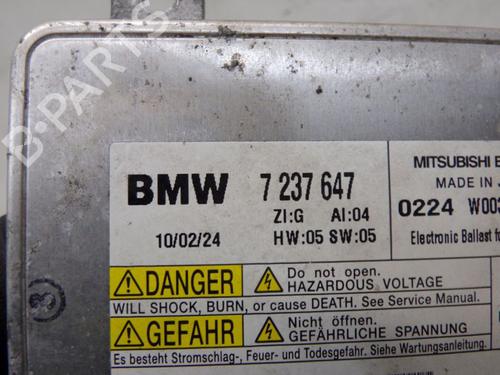 BMW 7 237 647
ZI:G AI:04
10/02/24 HW:05 SW:05
MITSUBISHI
MADE IN
0224
Electronic Ballast
DANGER
Do not open.
HAZARDOUS VOLTAGE
WILL SHOCK, BURN, or cause DEATH. See Service Manual.
GEFAHR
Nicht öffnen.
GEFÄHRLICHE SPANNUNG
Es besteht Stromschlag-, Feuer- und Todesgefahr. Siehe Wartungsanleitung.
3